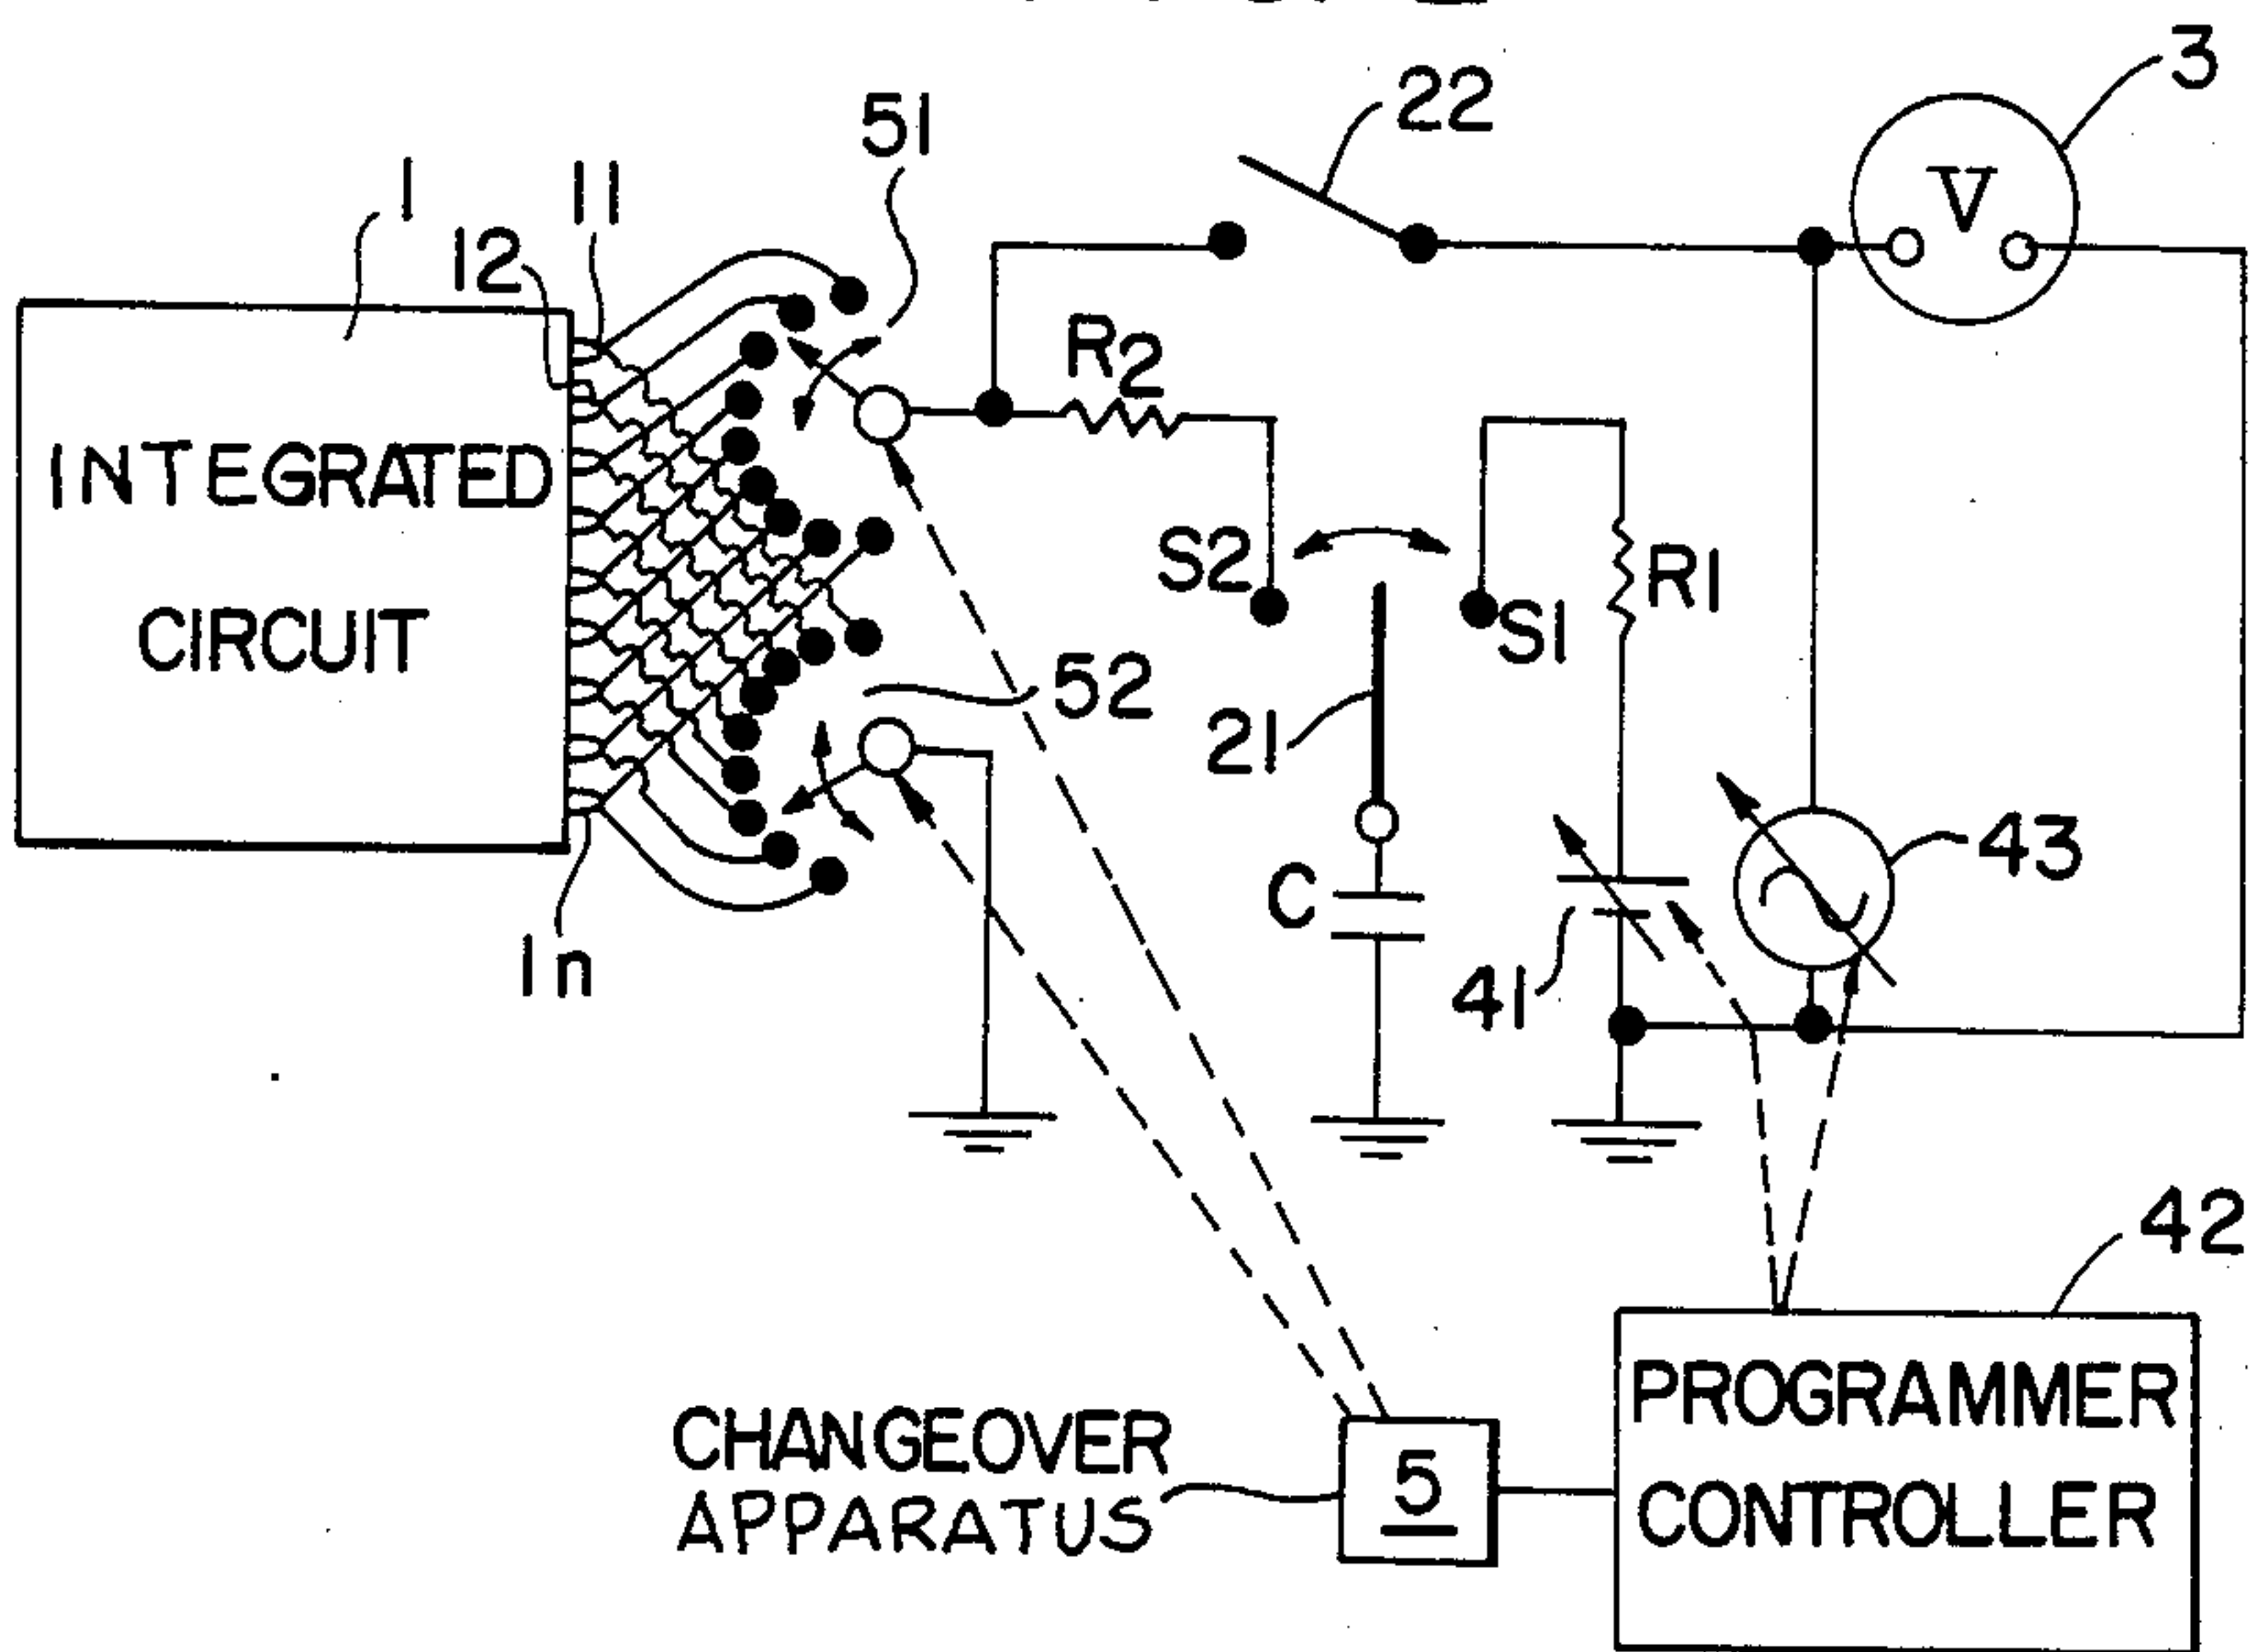 3
22
51
V
1
11
12
R2
INTEGRATED
CIRCUIT
S2
S1
R1
52
21
43
C
41
1n
42
PROGRAMMER
CONTROLLER
CHANGEOVER
APPARATUS
5